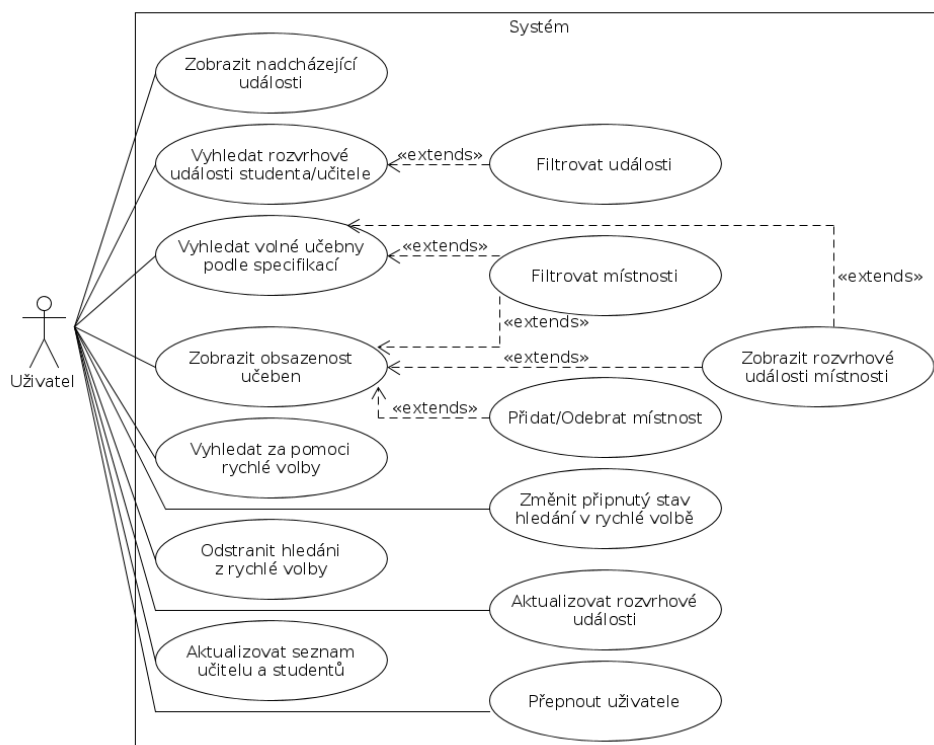 Systém
Zobrazit nadcházející
události
Vyhledat rozvrhové
události studenta/učitele
«extends»
Filtrovat události
Vyhledat volné učebny
podle specifikací
«extends»
Filtrovat místnosti
«extends»
«extends»
Uživatel
Zobrazit obsazenost
učeben
«extends»
Zobrazit rozvrhové
události místnosti
«extends»
Přidat/Odebrat místnost
Vyhledat za pomoci
rychlé volby
Změnit připnutý stav
hledání v rychlé volbě
Odstranit hledáni
z rychlé volby
Aktualizovat rozvrhové
události
Aktualizovat seznam
učitelu a studentů
Přepnout uživatele